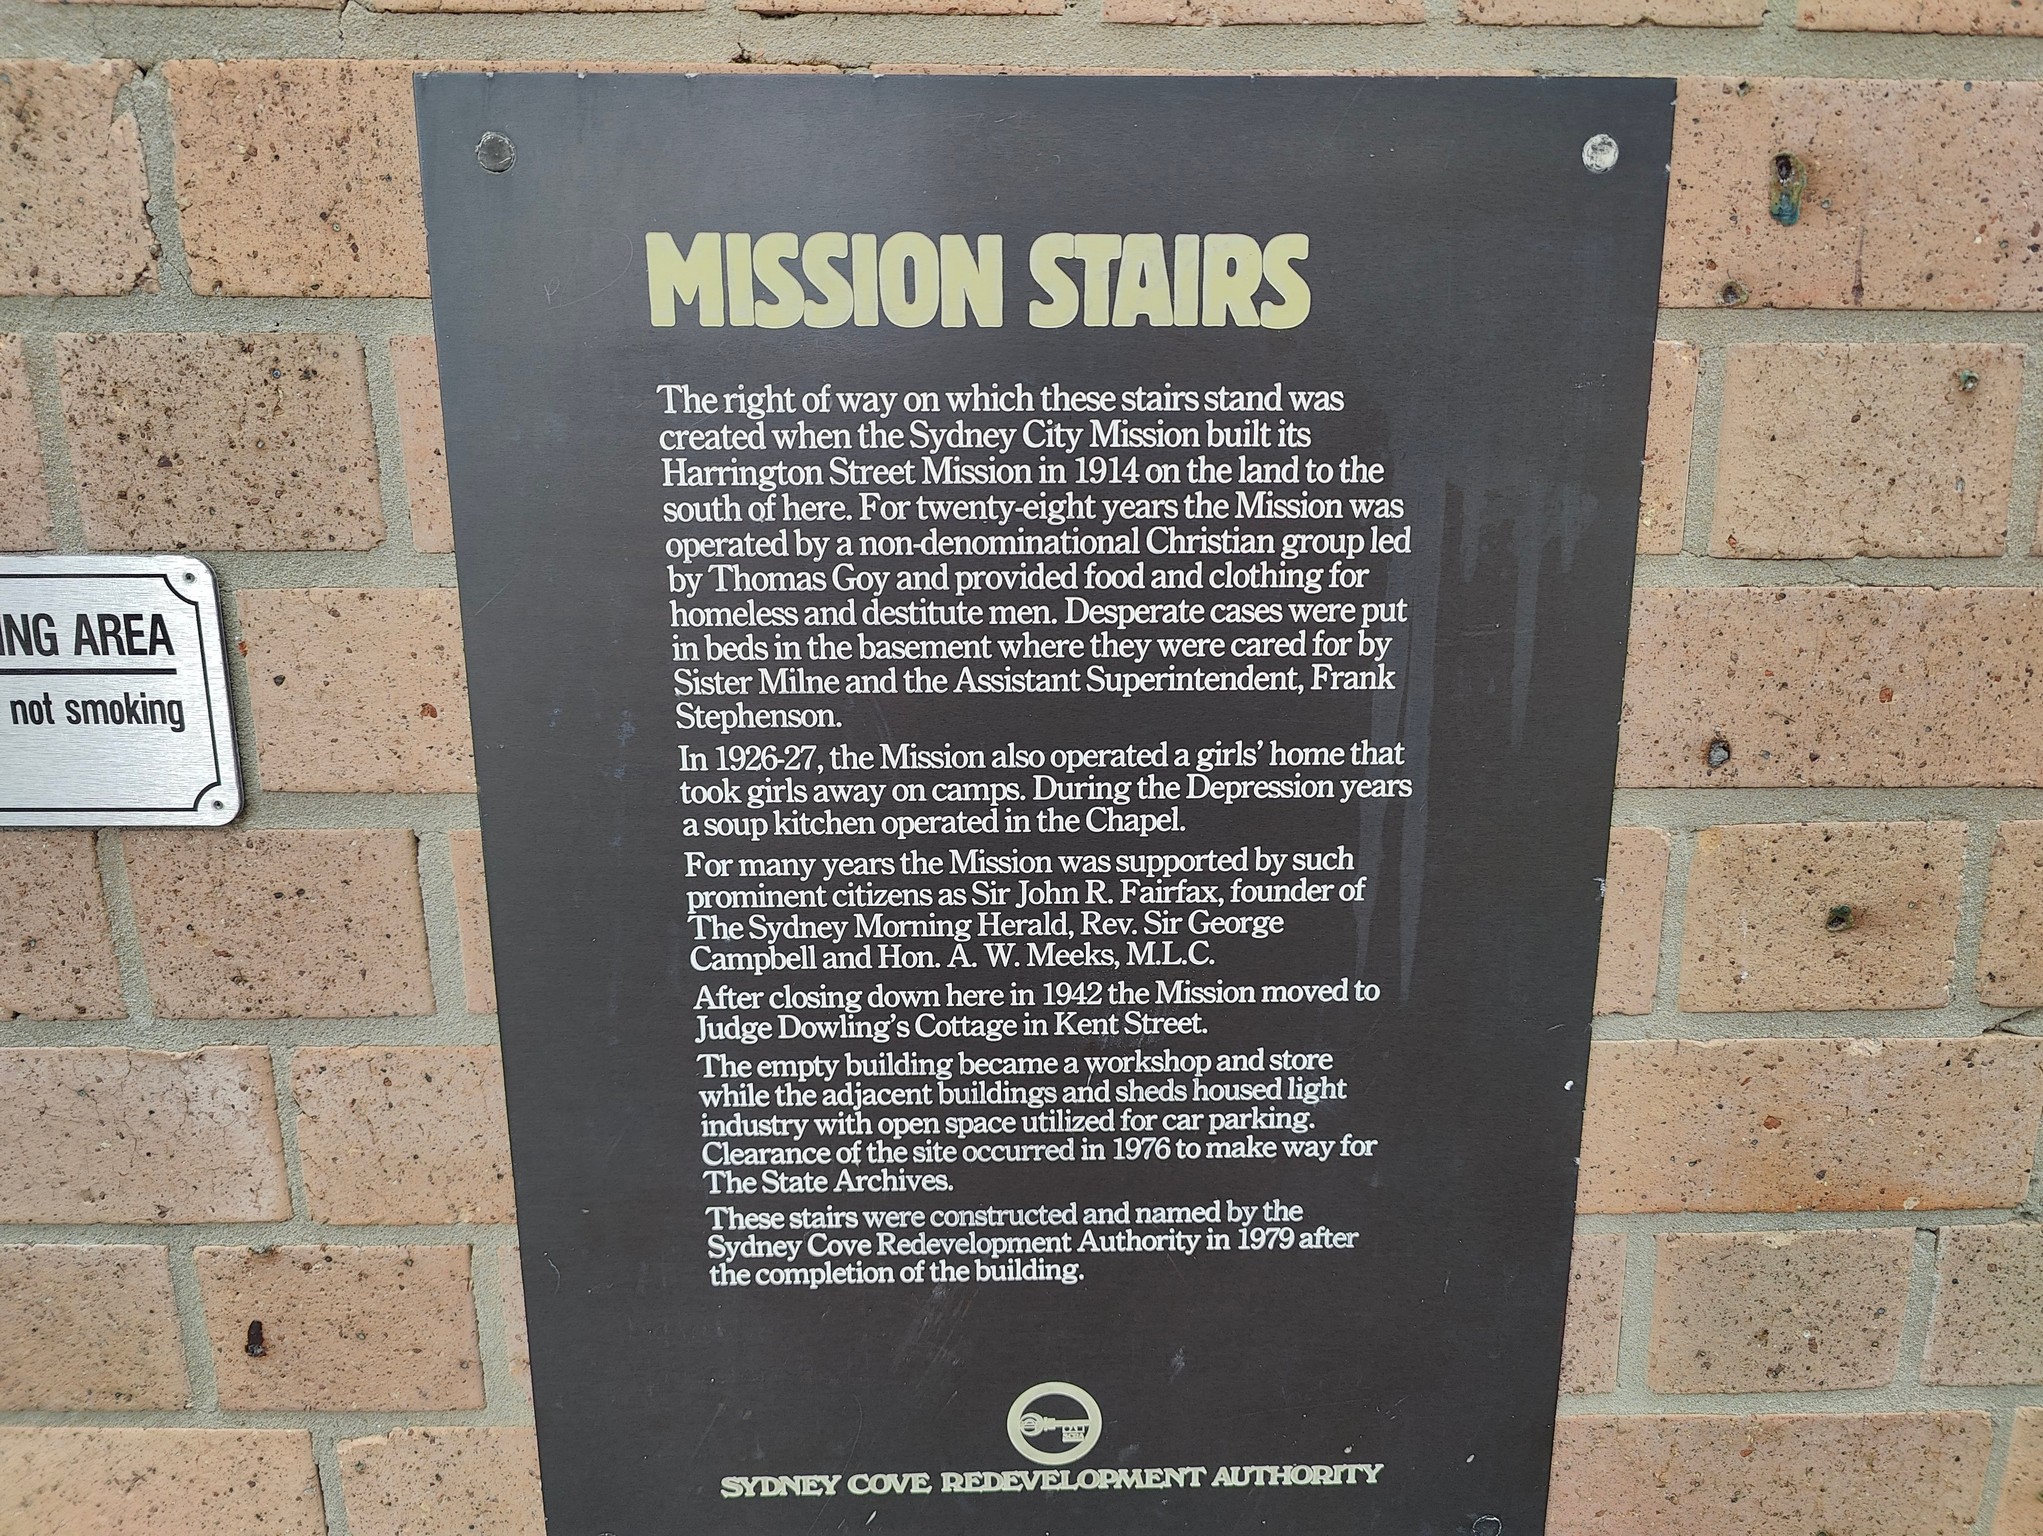 MISSION STAIRS
The right of way on which these stairs stand was
created when the Sydney City Mission built its
Harrington Street Mission in 1914 on the land to the
south of here. For twenty-eight years the Mission was
operated by a non-denominational Christian group led
by Thomas Goy and provided food and clothing for
homeless and destitute men. Desperate cases were put
in beds in the basement where they were cared for by
Sister Milne and the Assistant Superintendent, Frank
Stephenson.
In 1926-27, the Mission also operated a girls' home that
took girls away on camps. During the Depression years
a soup kitchen operated in the Chapel.
For many years the Mission was supported by such
prominent citizens as Sir John R. Fairfax, founder of
The Sydney Morning Herald, Rev. Sir George
Campbell and Hon. A. W. Meeks, M.L.C.
After closing down here in 1942 the Mission moved to
Judge Dowling's Cottage in Kent Street.
The empty building became a workshop and store
while the adjacent buildings and sheds housed light
industry with open space utilized for car parking.
Clearance of the site occurred in 1976 to make way for
The State Archives.
These stairs were constructed and named by the
Sydney Cove Redevelopment Authority in 1979 after
the completion of the building.
SYDNEY COVE REDEVELOPMENT AUTHORITY
ING AREA
not smoking